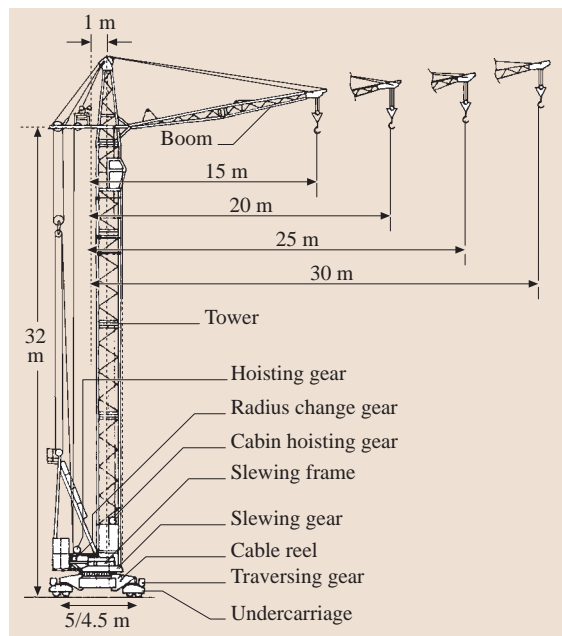 1 m
Boom
15 m
20 m
25 m
30 m
Tower
32
m
Hoisting gear
Radius change gear
Cabin hoisting gear
Slewing frame
Slewing gear
Cable reel
Traversing gear
Undercarriage
5/4.5 m